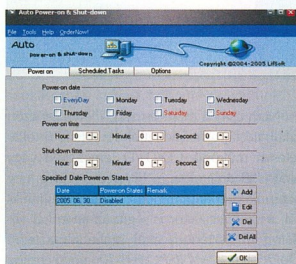 Auto Power-on & Shut-down
File Tools Help OrderNow!
Auto
power-on & shut-down
Copyright @2004-2005 LifSoft
Power on Scheduled Tasks Options
Power-on date
EveryDay Monday Tuesday Wednesday
Thursday Friday Saturday Sunday
Power-on time
Hour: 0 Minute: 0 Second: 0
Shut-down time
Hour: 0 Minute: 0 Second: 0
Specified Date Power-on States
Date Power-on States Remark
2005. 06. 30 Disabled
Add
Edit
Del
Del All
OK